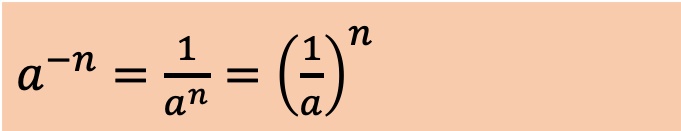 a⁻ⁿ = 1/aⁿ = (1/a)ⁿ